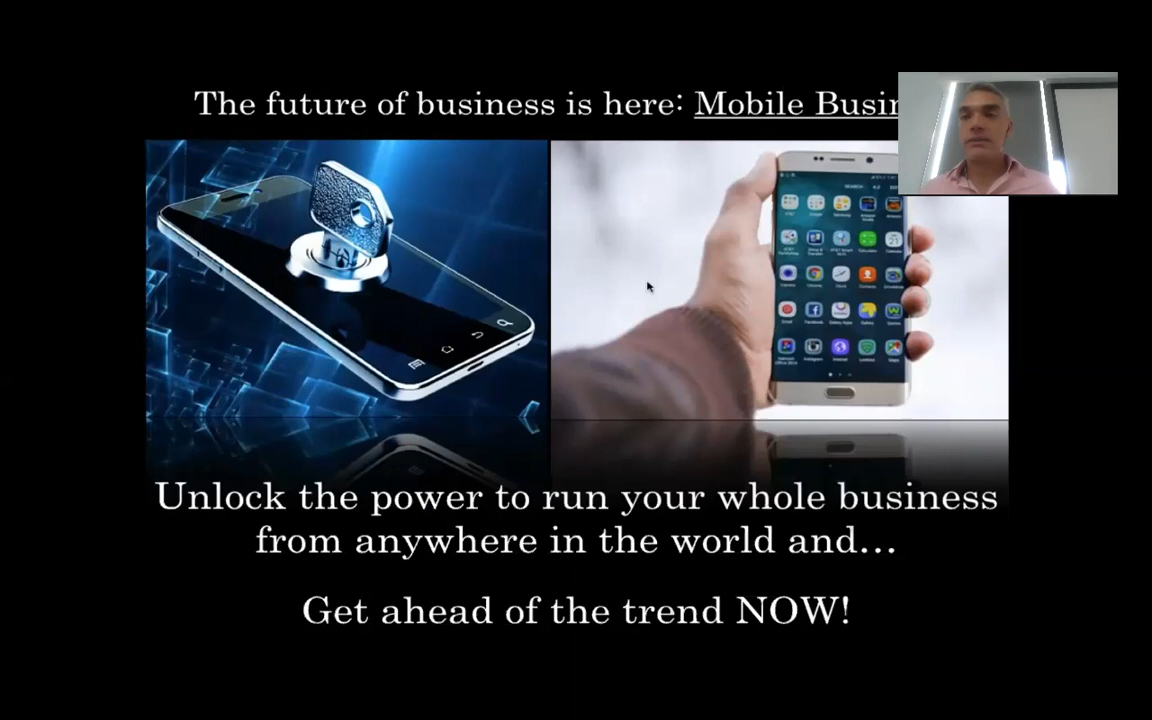 The future of business is here: Mobile Busin
Unlock the power to run your whole business
from anywhere in the world and...
Get ahead of the trend NOW!